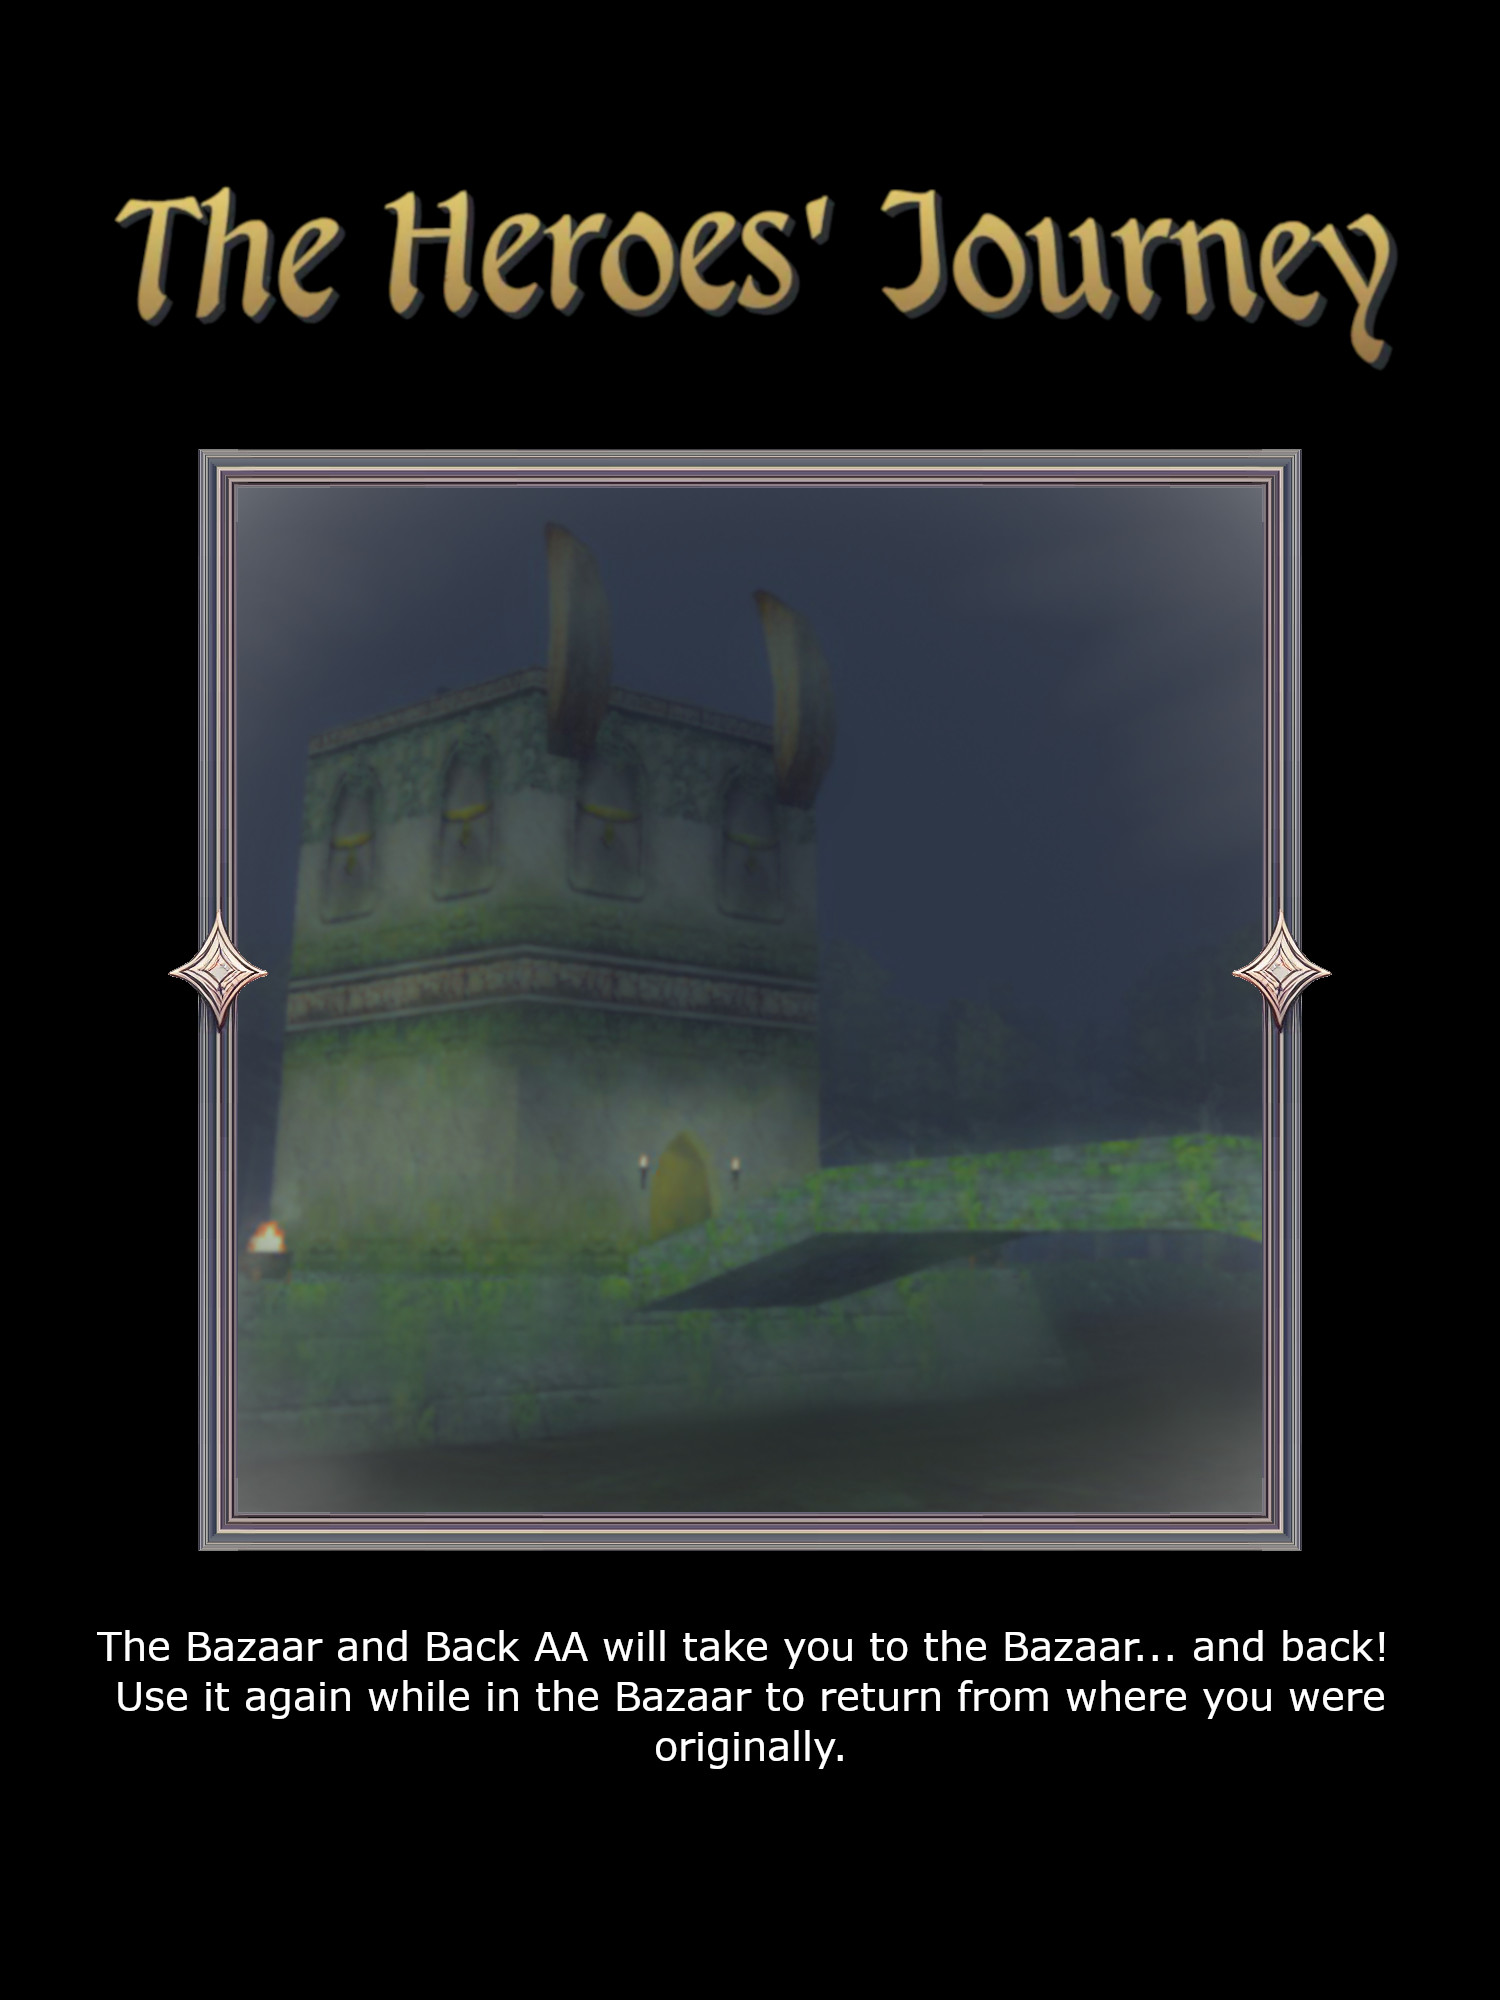 The Heroes' Journey
The Bazaar and Back AA will take you to the Bazaar... and back!
Use it again while in the Bazaar to return from where you were
originally.